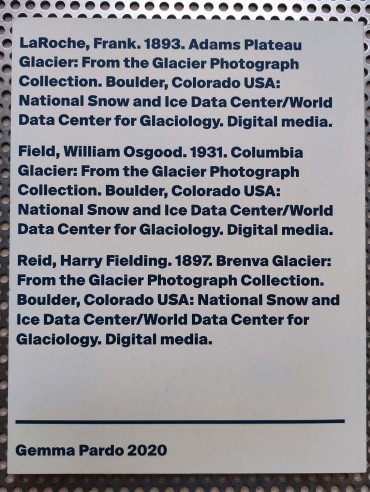 LaRoche, Frank. 1893. Adams Plateau
Glacier: From the Glacier Photograph
Collection. Boulder, Colorado USA:
National Snow and Ice Data Center/World
Data Center for Glaciology. Digital media.
Field, William Osgood. 1931. Columbia
Glacier: From the Glacier Photograph
Collection. Boulder, Colorado USA:
National Snow and Ice Data Center/World
Data Center for Glaciology. Digital media.
Reid, Harry Fielding. 1897. Brenva Glacier:
From the Glacier Photograph Collection.
Boulder, Colorado USA: National Snow and
Ice Data Center/World Data Center for
Glaciology. Digital media.
Gemma Pardo 2020